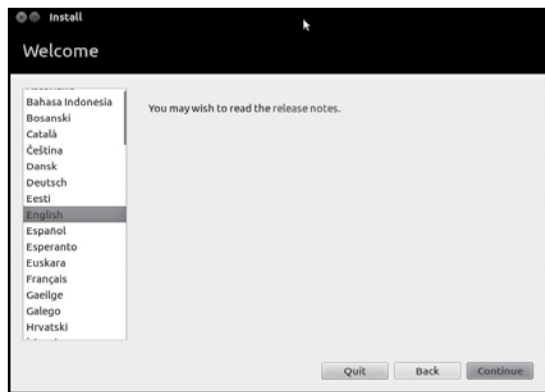 Install
Welcome
Bahasa Indonesia
Bosanski
Català
Čeština
Dansk
Deutsch
Eesti
English
Español
Esperanto
Euskara
Français
Gaeilge
Galego
Hrvatski
You may wish to read the release notes.
Quit
Back
Continue